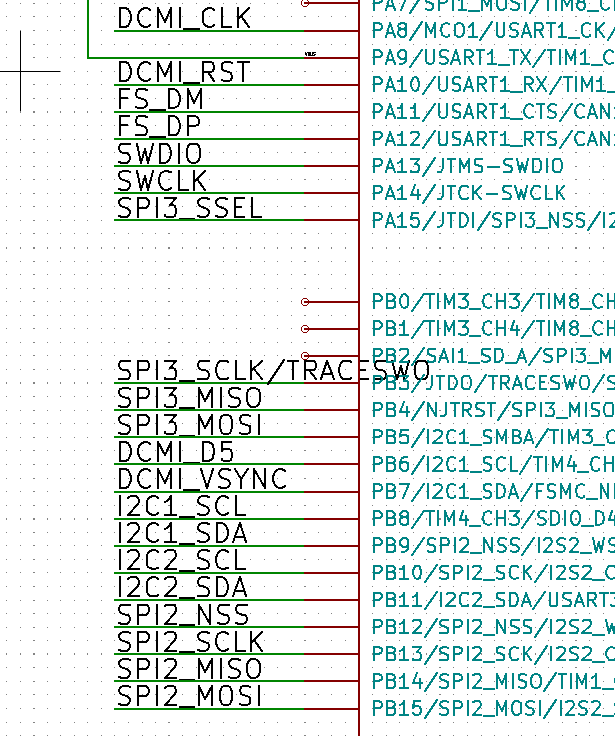 PA7/SPI1_MOSI/TIM8_C
DCMI_CLK PA8/MCO1/USART1_CK/
PA9/USART1_TX/TIM1_C
DCMI_RST PA10/USART1_RX/TIM1_
FS_DM PA11/USART1_CTS/CAN
FS_DP PA12/USART1_RTS/CAN
SWDIO PA13/JTMS-SWDIO
SWCLK PA14/JTCK-SWCLK
SPI3_SSEL PA15/JTDI/SPI3_NSS/I2
PB0/TIM3_CH3/TIM8_CH
PB1/TIM3_CH4/TIM8_CH
PB2/SAI1_SD_A/SPI3_M
SPI3_SCLK/TRACESWO PB3/JTDO/TRACESWO/S
SPI3_MISO PB4/NJTRST/SPI3_MISO
SPI3_MOSI PB5/I2C1_SMBA/TIM3_C
DCMI_D5 PB6/I2C1_SCL/TIM4_CH
DCMI_VSYNC PB7/I2C1_SDA/FSMC_N
I2C1_SCL PB8/TIM4_CH3/SDIO_D4
I2C1_SDA PB9/SPI2_NSS/I2S2_WS
I2C2_SCL PB10/SPI2_SCK/I2S2_C
I2C2_SDA PB11/I2C2_SDA/USART3
SPI2_NSS PB12/SPI2_NSS/I2S2_W
SPI2_SCLK PB13/SPI2_SCK/I2S2_C
SPI2_MISO PB14/SPI2_MISO/TIM1_
SPI2_MOSI PB15/SPI2_MOSI/I2S2_